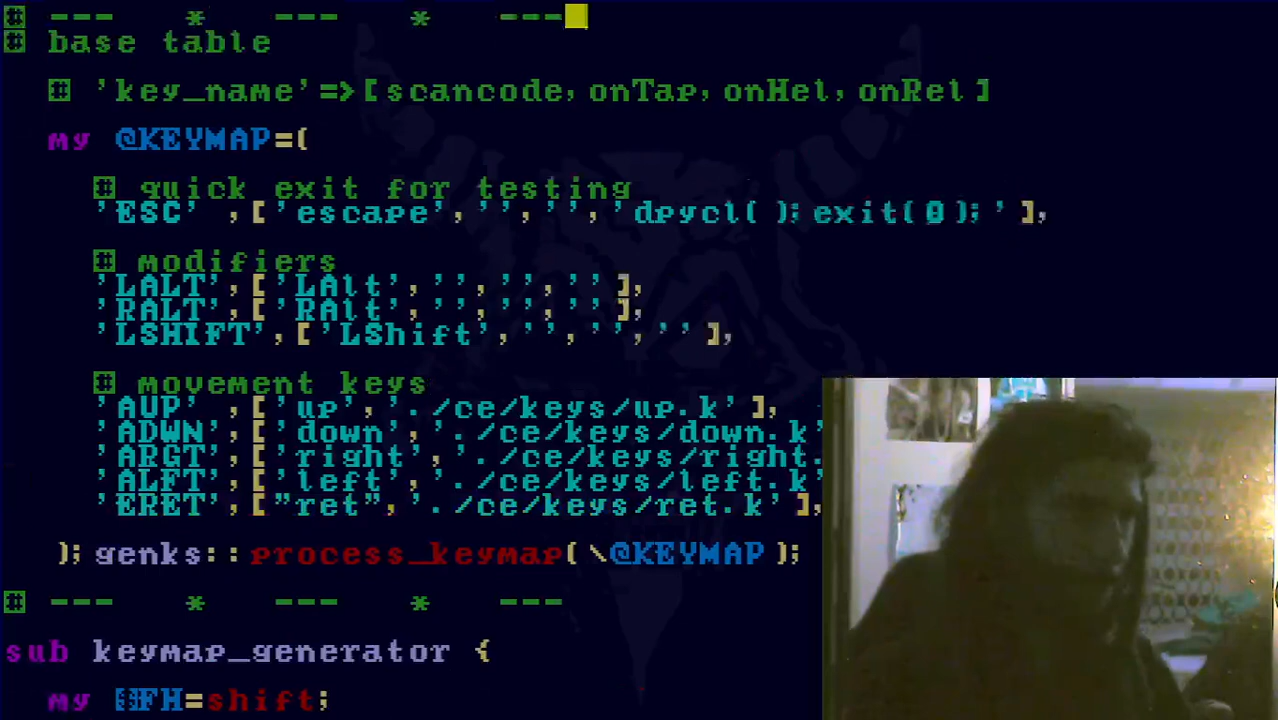 # --- * --- * ---
# base table
# 'key_name'=>[scancode,onTap,onHel,onRel]
my @KEYMAP=(
# quick exit for testing
'ESC' ,['escape','','','dpycl();exit(0);'],
# modifiers
'LALT',['LAlt','','',''],
'RALT',['RAlt','','',''],
'LSHIFT',['LShift','','',''],
# movement keys
'AUP' ,['up','./ce/keys/up.k'],
'ADWN',['down','./ce/keys/down.k'
'ARGT',['right','./ce/keys/right.
'ALFT',['left','./ce/keys/left.k'
'ERET',["ret",'./ce/keys/ret.k'],
); genks::process_keymap(\@KEYMAP);
# --- * --- * ---
sub keymap_generator {
my $FH=shift;